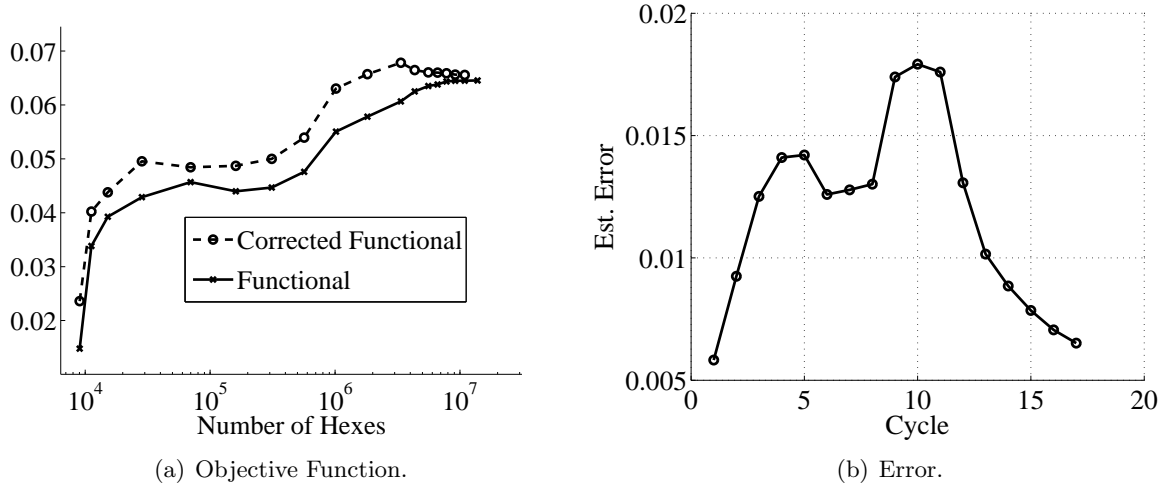 0.07
0.06
0.05
0.04
0.03
0.02
10^4 10^5 10^6 10^7
Number of Hexes
Corrected Functional
Functional
(a) Objective Function.
0.02
0.015
0.01
0.005
Est. Error
0 5 10 15 20
Cycle
(b) Error.